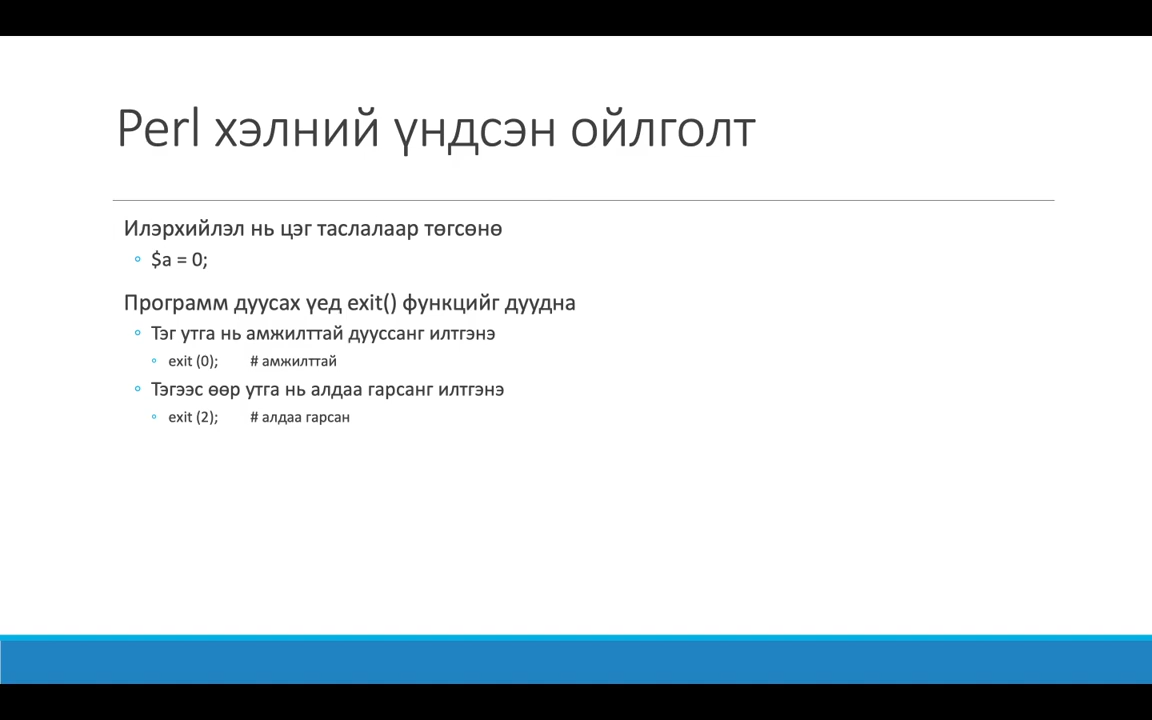 Perl хэлний үндсэн ойлголт
Илэрхийлэл нь цэг таслалаар төгсөнө
$a = 0;
Программ дуусах үед exit() функцийг дуудна
Тэг утга нь амжилттай дууссанг илтгэнэ
exit (0); # амжилттай
Тэгээс өөр утга нь алдаа гарсанг илтгэнэ
exit (2); # алдаа гарсан